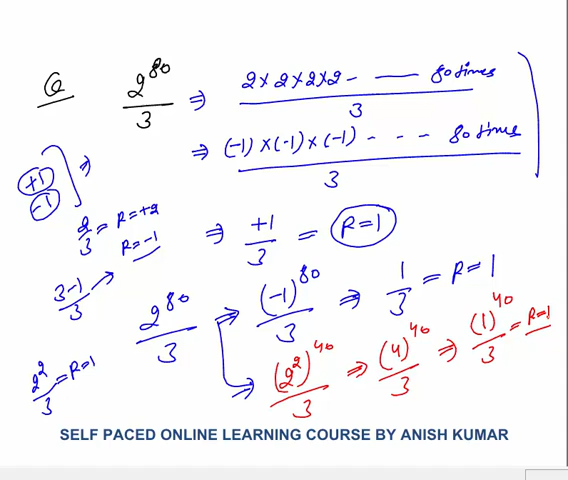 Q 2^80/3 ⇒ 2×2×2×2- —— 80 times/3
⇒ (-1)×(-1)×(-1)- - - 80 times/3
+1
-1 ⇒
2/3 = R=+2
R=-1
3-1/3
⇒ +1/3 = R=1
2^80/3 ⇒ (-1)^80/3 ⇒ 1/3 = R=1
2^2/3 = R=1
⇒ (2^2)^40/3 ⇒ (4)^40/3 ⇒ (1)^40/3 = R=1
SELF PACED ONLINE LEARNING COURSE BY ANISH KUMAR